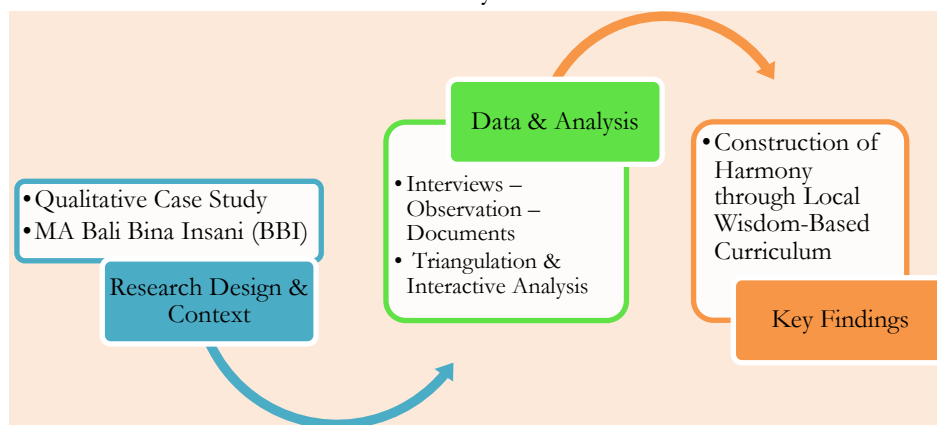 • Qualitative Case Study
• MA Bali Bina Insani (BBI)
Research Design &
Context
Data & Analysis
• Interviews –
Observation –
Documents
• Triangulation &
Interactive Analysis
• Construction of
Harmony
through Local
Wisdom-Based
Curriculum
Key Findings